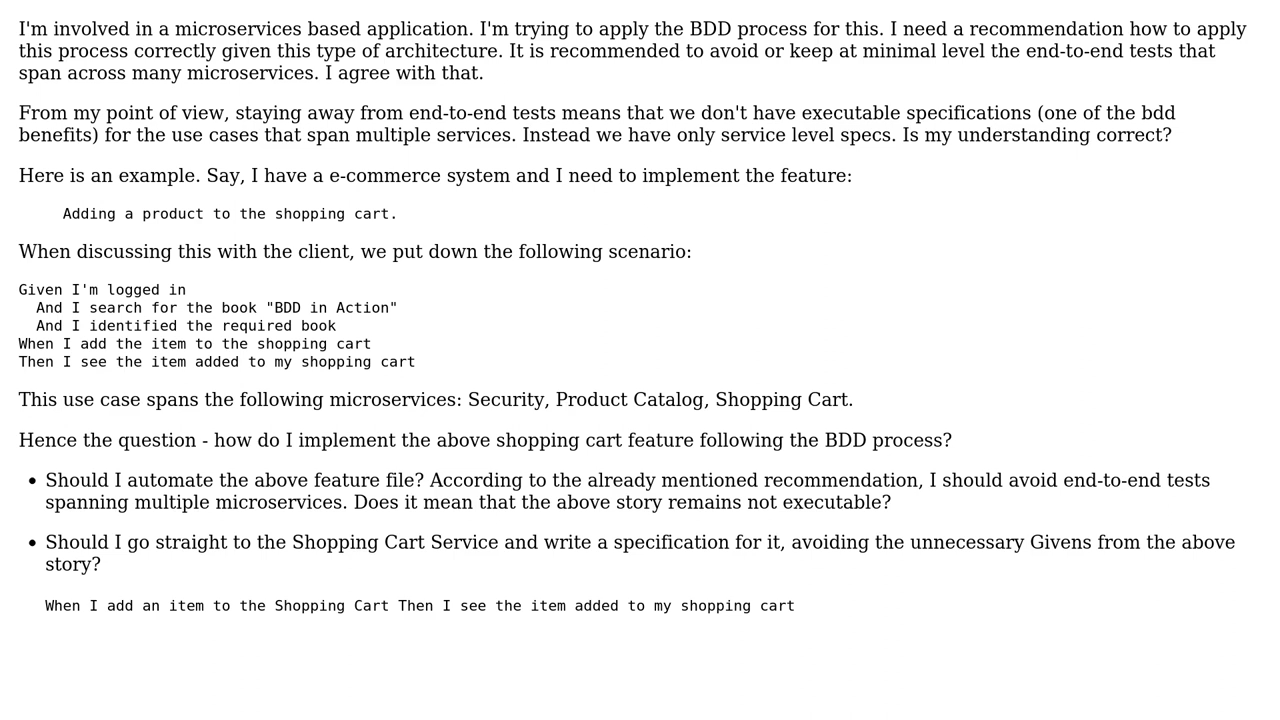 I'm involved in a microservices based application. I'm trying to apply the BDD process for this. I need a recommendation how to apply
this process correctly given this type of architecture. It is recommended to avoid or keep at minimal level the end-to-end tests that
span across many microservices. I agree with that.
From my point of view, staying away from end-to-end tests means that we don't have executable specifications (one of the bdd
benefits) for the use cases that span multiple services. Instead we have only service level specs. Is my understanding correct?
Here is an example. Say, I have a e-commerce system and I need to implement the feature:
Adding a product to the shopping cart.
When discussing this with the client, we put down the following scenario:
Given I'm logged in
And I search for the book "BDD in Action"
And I identified the required book
When I add the item to the shopping cart
Then I see the item added to my shopping cart
This use case spans the following microservices: Security, Product Catalog, Shopping Cart.
Hence the question - how do I implement the above shopping cart feature following the BDD process?
• Should I automate the above feature file? According to the already mentioned recommendation, I should avoid end-to-end tests
spanning multiple microservices. Does it mean that the above story remains not executable?
• Should I go straight to the Shopping Cart Service and write a specification for it, avoiding the unnecessary Givens from the above
story?
When I add an item to the Shopping Cart Then I see the item added to my shopping cart